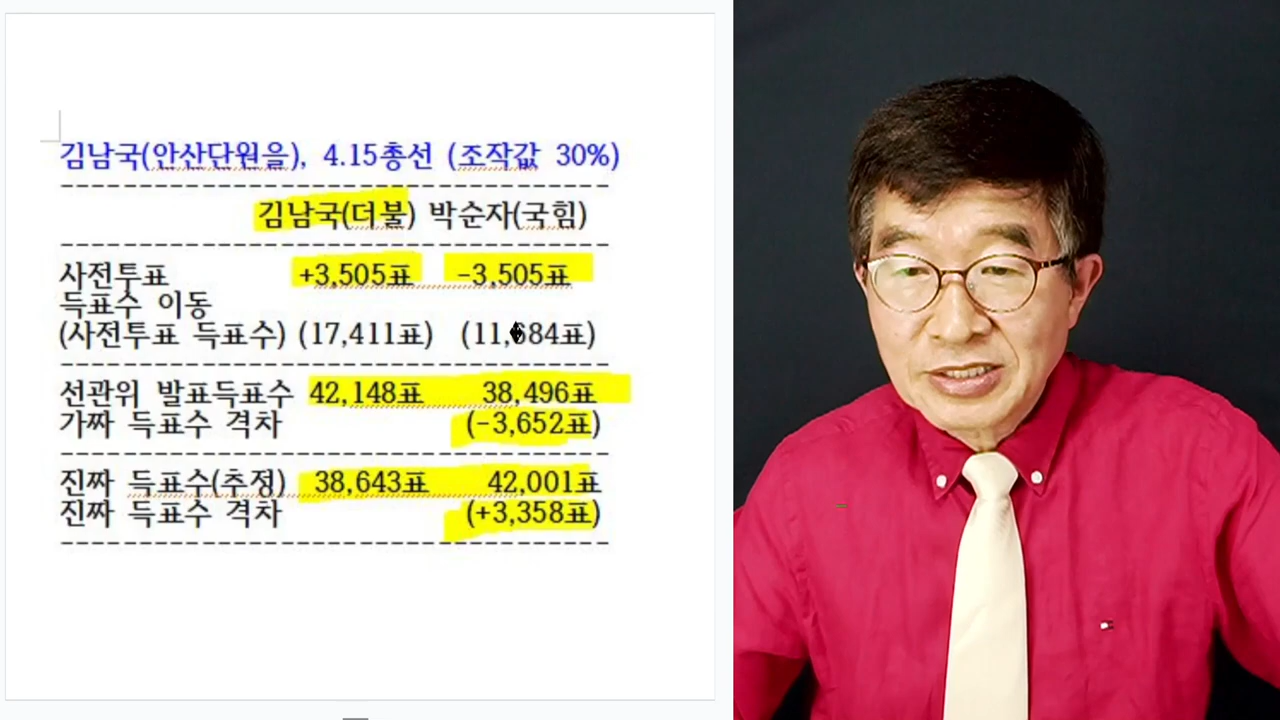 김남국(안산단원을), 4.15총선 (조작값 30%)
김남국(더불) 박순자(국힘)
사전투표 +3,505표 -3,505표
득표수 이동
(사전투표 득표수) (17,411표) (11,684표)
선관위 발표득표수 42,148표 38,496표
가짜 득표수 격차 (-3,652표)
진짜 득표수(추정) 38,643표 42,001표
진짜 득표수 격차 (+3,358표)